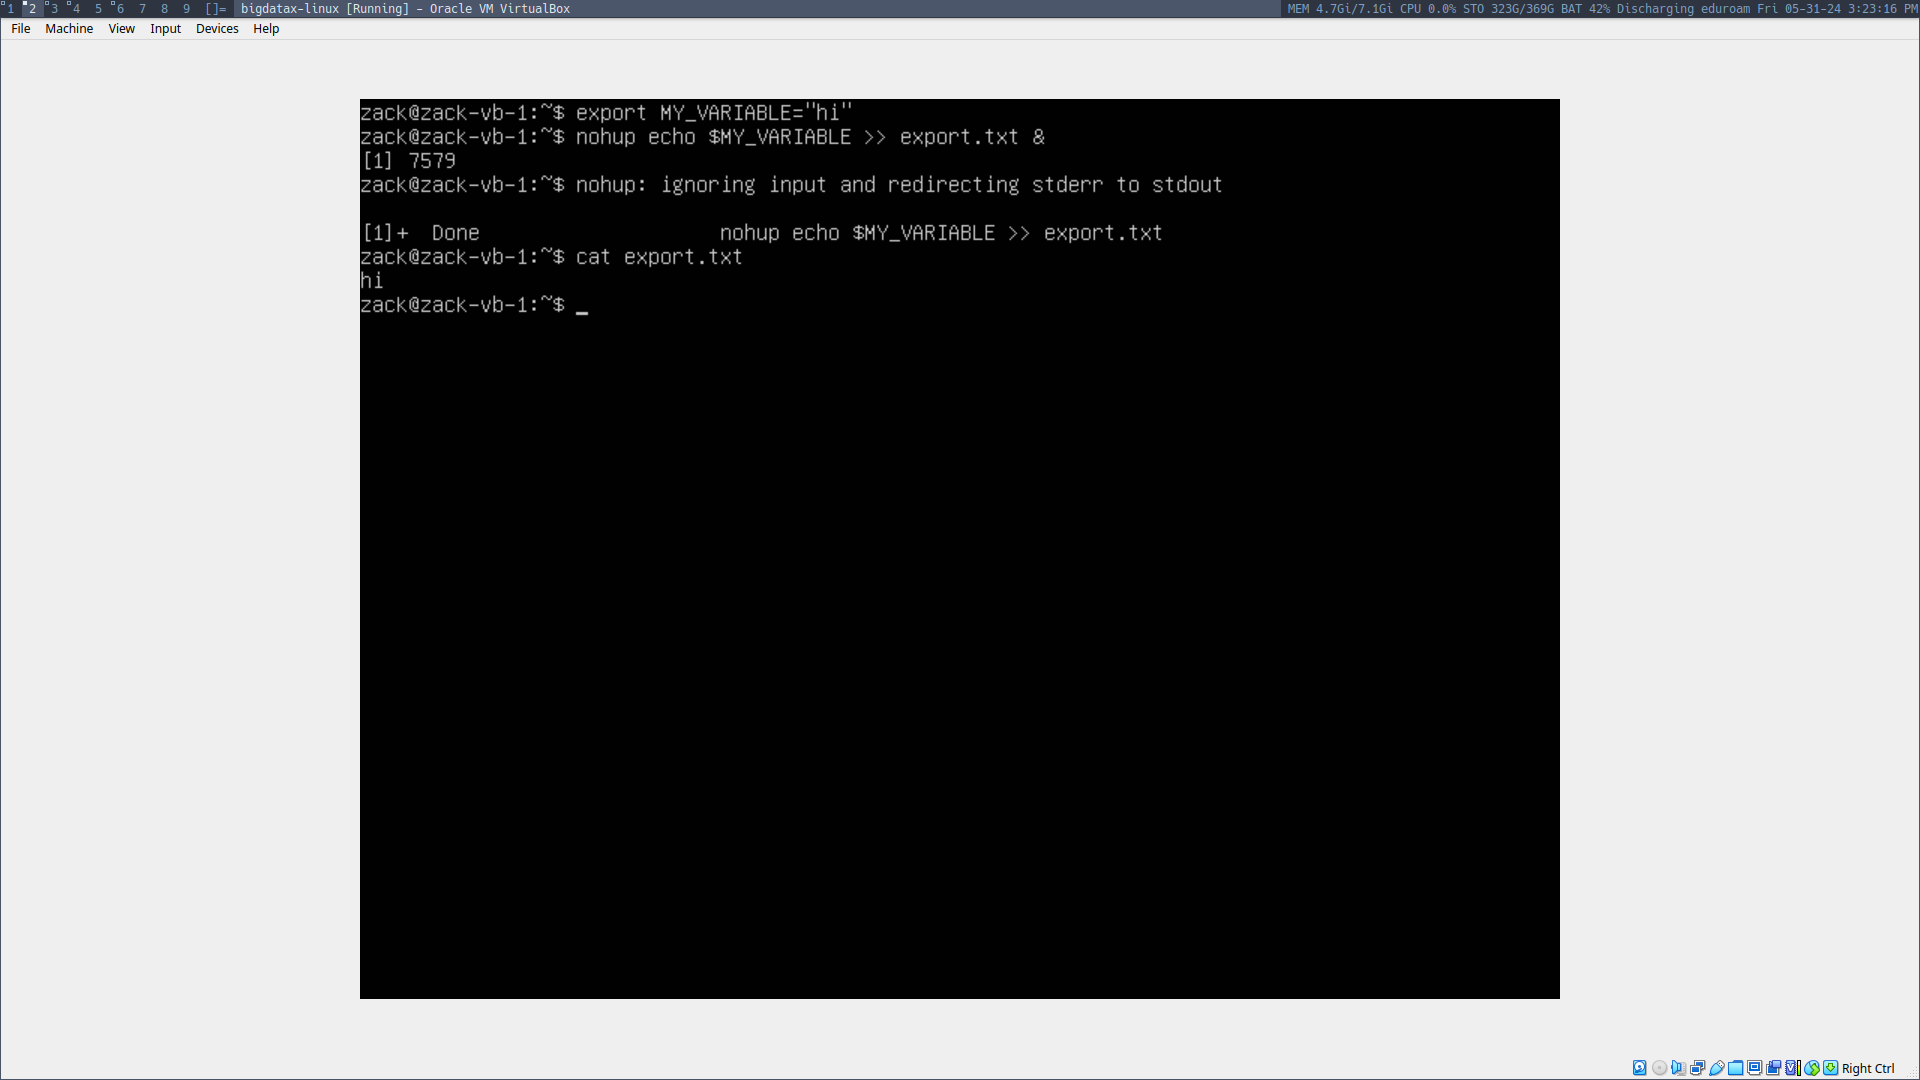 1 2 3 4 5 6 7 8 9 []= bigdatax-linux [Running] - Oracle VM VirtualBox MEM 4.7Gi/7.1Gi CPU 0.0% STO 323G/369G BAT 42% Discharging eduroam Fri 05-31-24 3:23:16 PM
File Machine View Input Devices Help
zack@zack-vb-1:~$ export MY_VARIABLE="hi"
zack@zack-vb-1:~$ nohup echo $MY_VARIABLE >> export.txt &
[1] 7579
zack@zack-vb-1:~$ nohup: ignoring input and redirecting stderr to stdout
[1]+  Done                    nohup echo $MY_VARIABLE >> export.txt
zack@zack-vb-1:~$ cat export.txt
hi
zack@zack-vb-1:~$ _
Right Ctrl